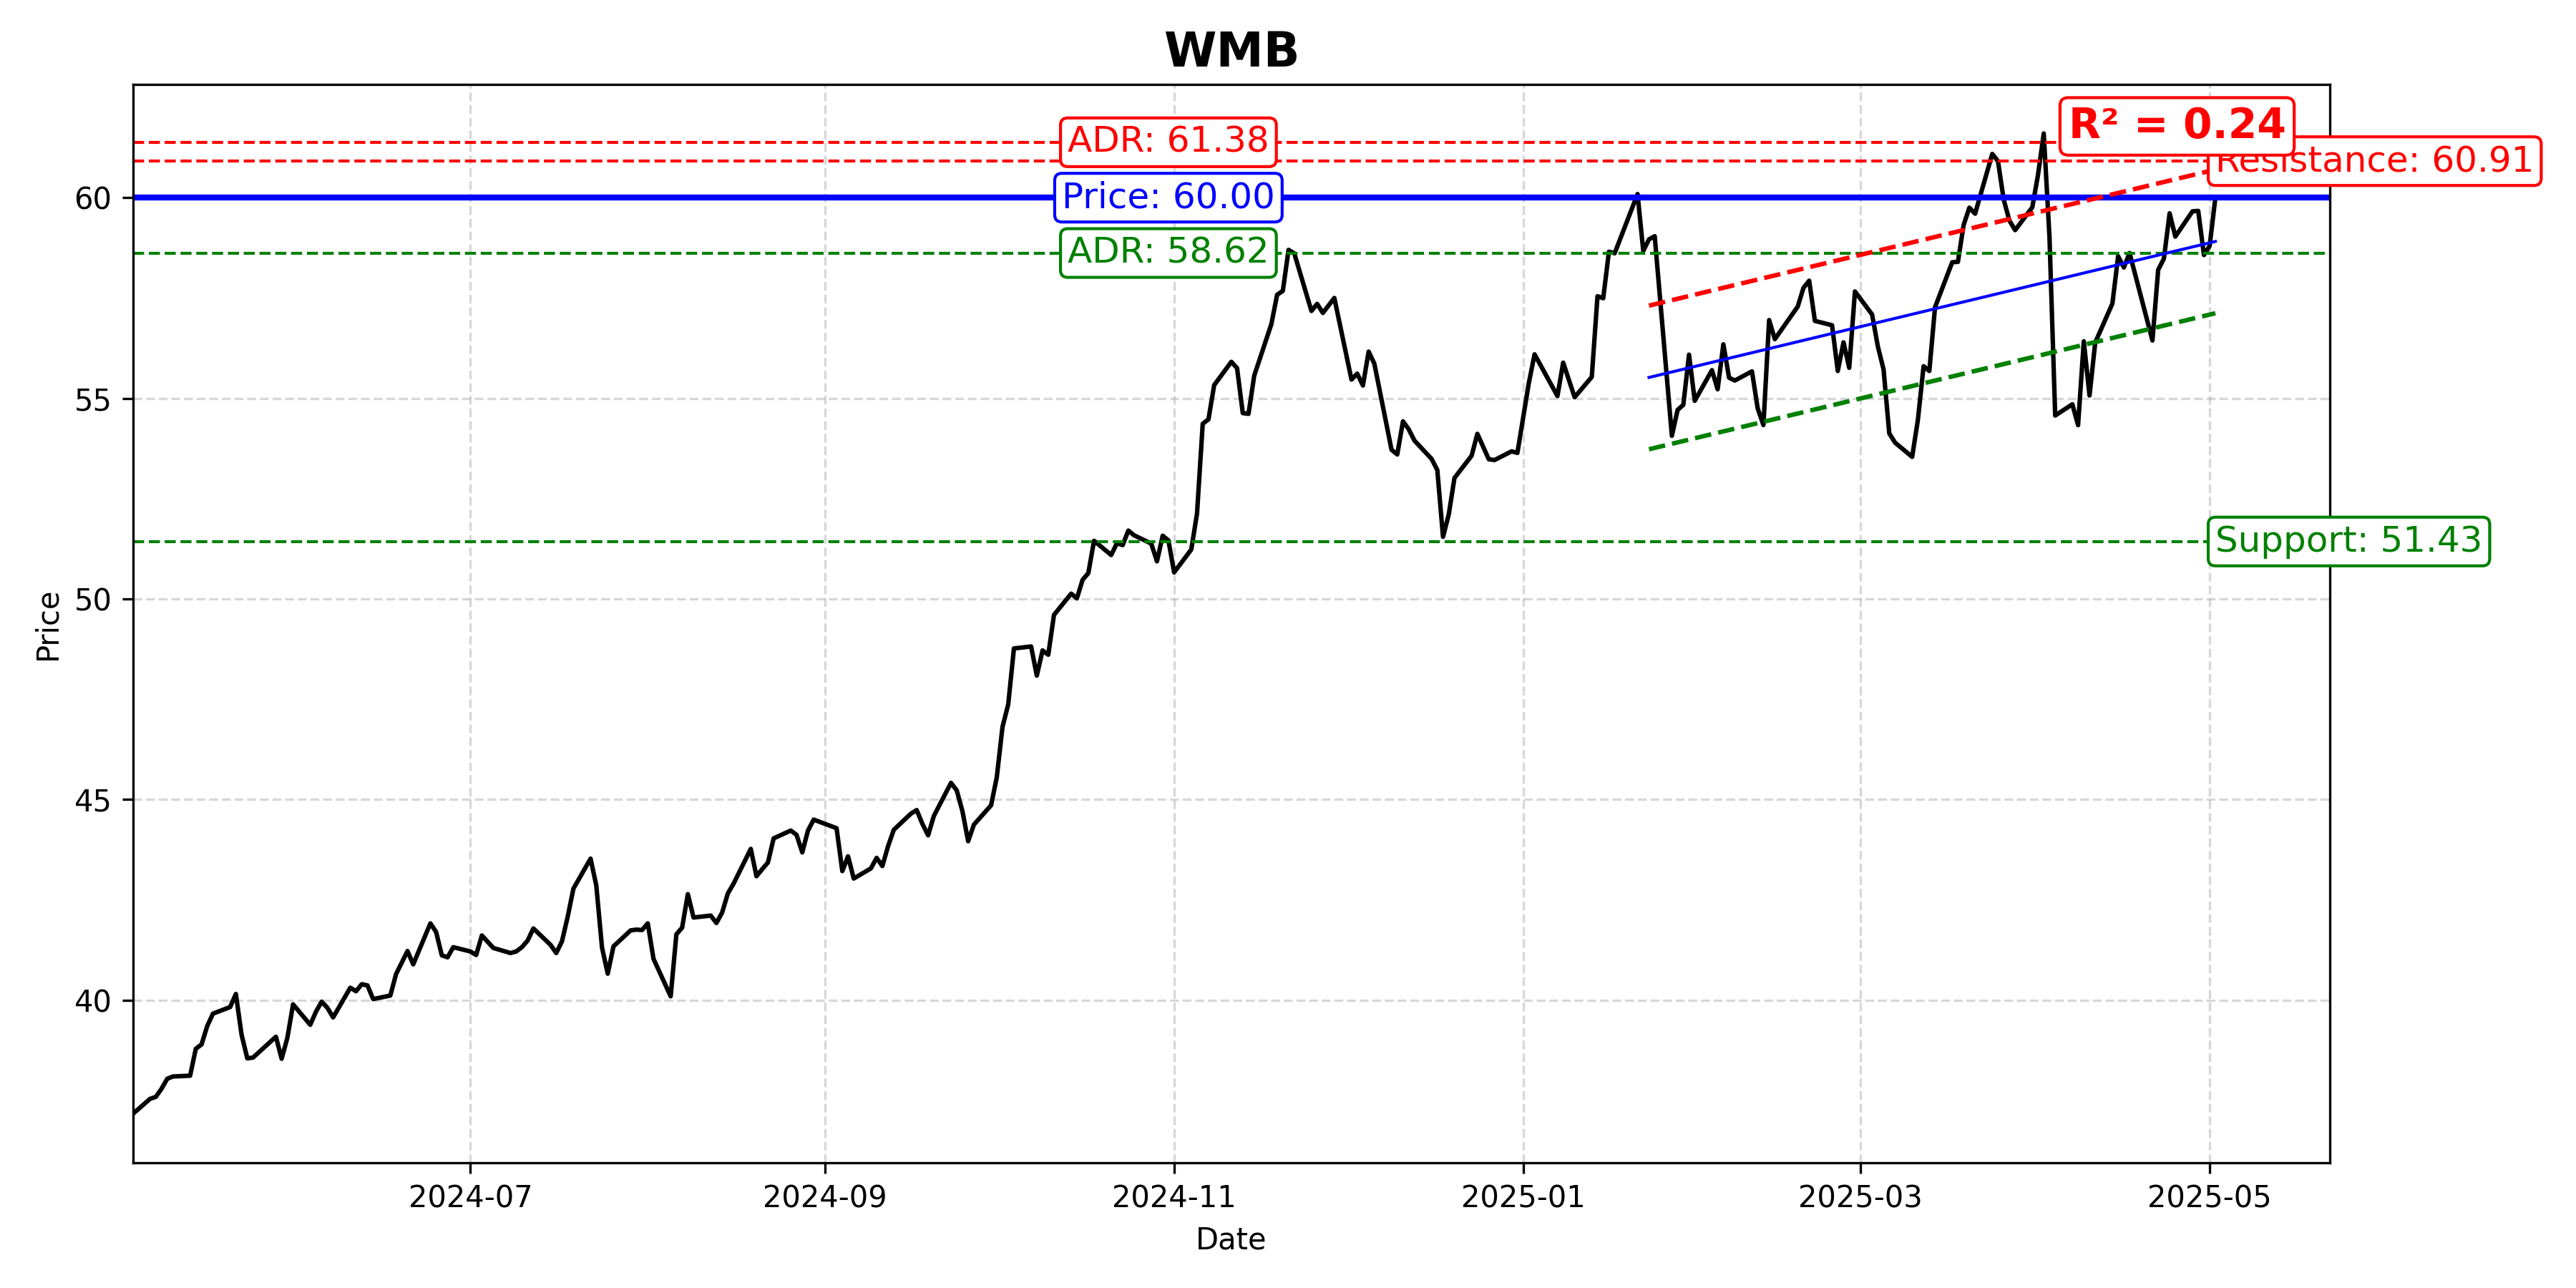 WMB
R² = 0.24
ADR: 61.38
Resistance: 60.91
Price: 60.00
ADR: 58.62
Support: 51.43
60
55
50
45
40
Price
2024-07
2024-09
2024-11
2025-01
2025-03
2025-05
Date